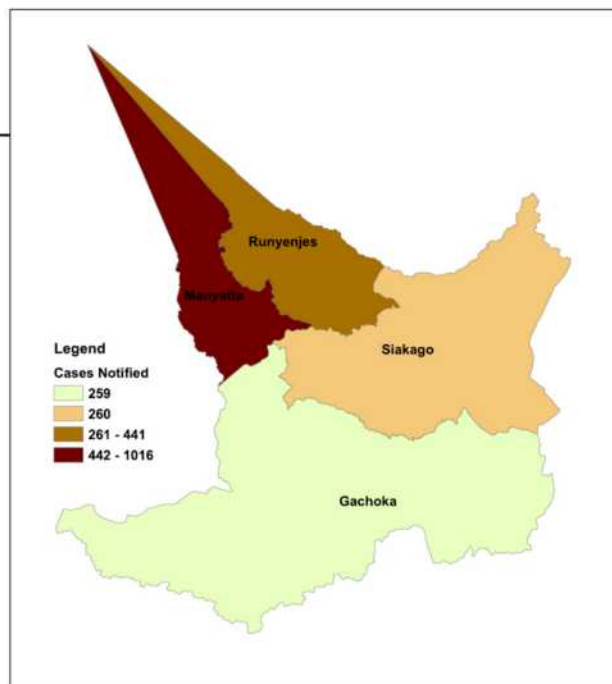 Runyenjes
Manyatta
Siakago
Legend
Cases Notified
259
260
261 - 441
442 - 1016
Gachoka